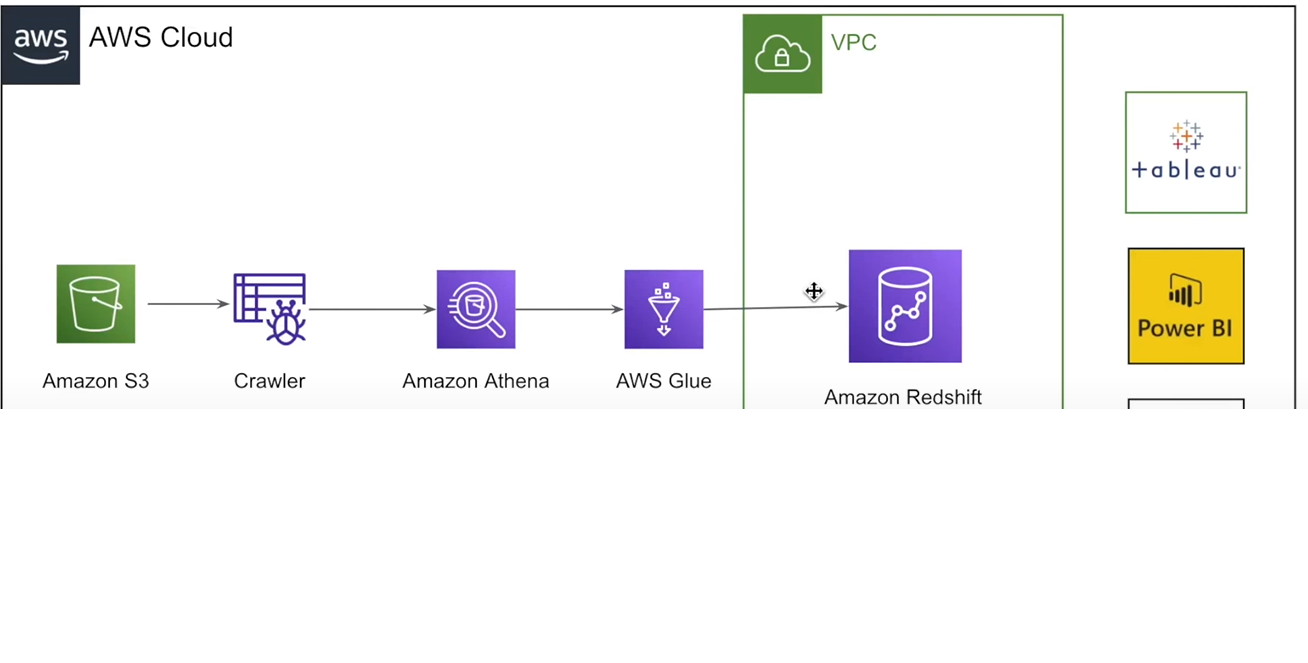 aws
AWS Cloud
VPC
+ableau
Power BI
Amazon S3
Crawler
Amazon Athena
AWS Glue
Amazon Redshift